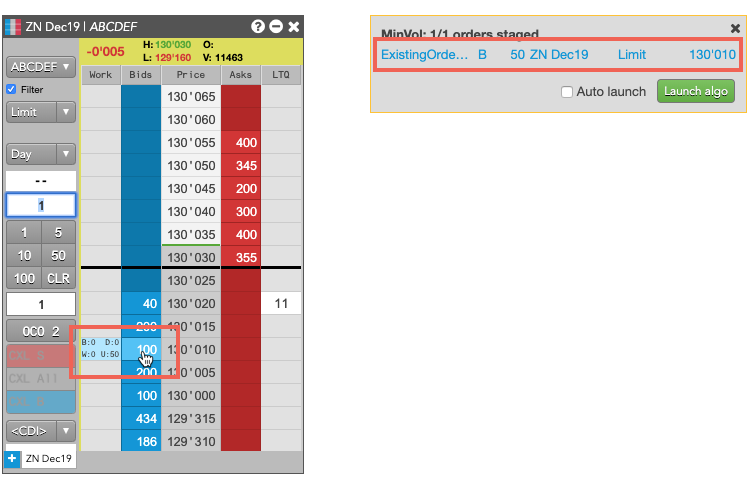 ZN Dec19 | ABCDEF
-0'005
H: 130'030 O:
L: 129'160 V: 11463
ABCDEF
Filter
Limit
Day
--
1
1 5
10 50
100 CLR
1
OCO 2
CXL S
CXL All
CXL B
<CDI>
+ ZN Dec19
Work Bids Price Asks LTQ
130'065
130'060
130'055 400
130'050 345
130'045 200
130'040 300
130'035 400
130'030 355
130'025
40 130'020 11
200 130'015
B:0 D:0
W:0 U:50
100 130'010
200 130'005
100 130'000
434 129'315
186 129'310
MinVol: 1/1 orders staged
ExistingOrde... B 50 ZN Dec19 Limit 130'010
Auto launch Launch algo